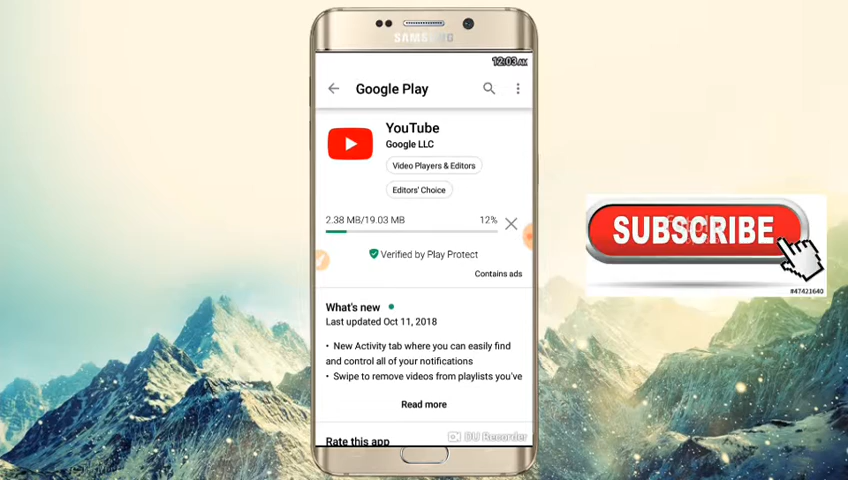 SAMSUNG
12:03 AM
Google Play
YouTube
Google LLC
Video Players & Editors
Editors' Choice
2.38 MB/19.03 MB
12%
Verified by Play Protect
Contains ads
What's new
Last updated Oct 11, 2018
• New Activity tab where you can easily find
and control all of your notifications
• Swipe to remove videos from playlists you've
Read more
Rate this app
DU Recorder
SUBSCRIBE
#47421640